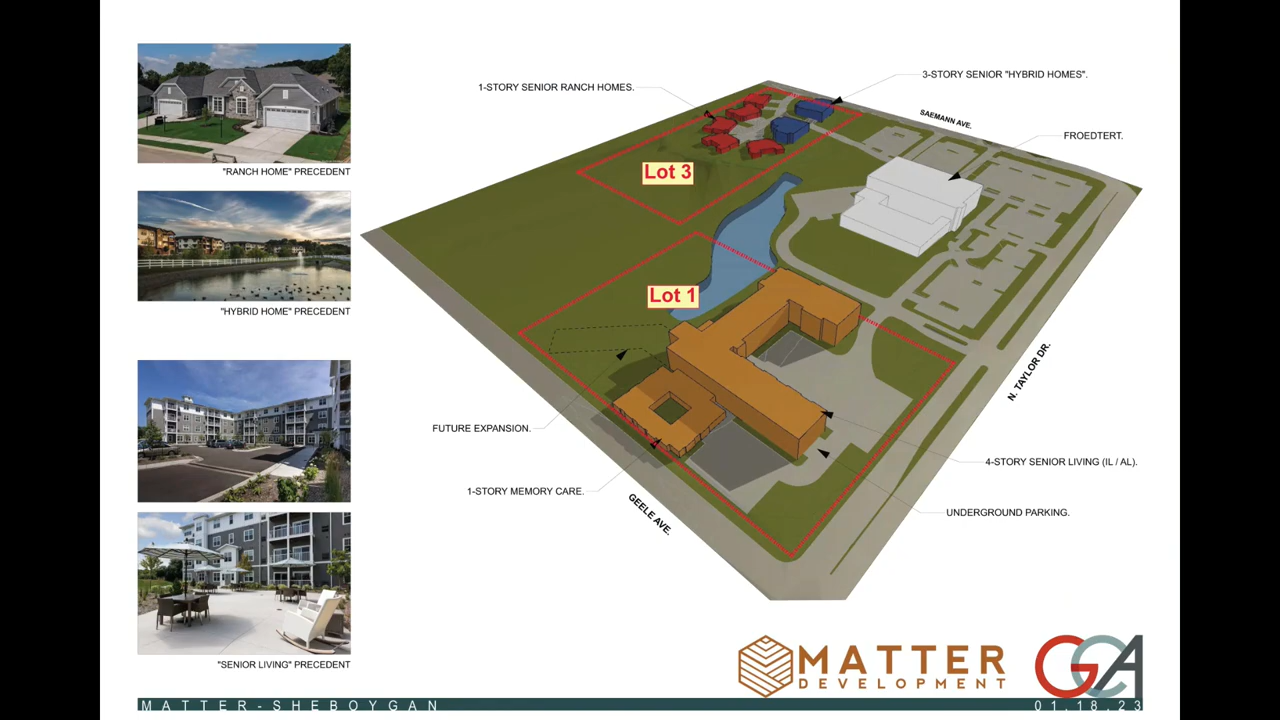 1-STORY SENIOR RANCH HOMES.
3-STORY SENIOR "HYBRID HOMES".
SAEMANN AVE.
FROEDTERT.
"RANCH HOME" PRECEDENT
Lot 3
Lot 1
"HYBRID HOME" PRECEDENT
N. TAYLOR DR.
FUTURE EXPANSION.
4-STORY SENIOR LIVING (IL / AL).
1-STORY MEMORY CARE.
GEELE AVE.
UNDERGROUND PARKING.
"SENIOR LIVING" PRECEDENT
MATTER
DEVELOPMENT
GCA
MATTER-SHEBOYGAN
01.18.23